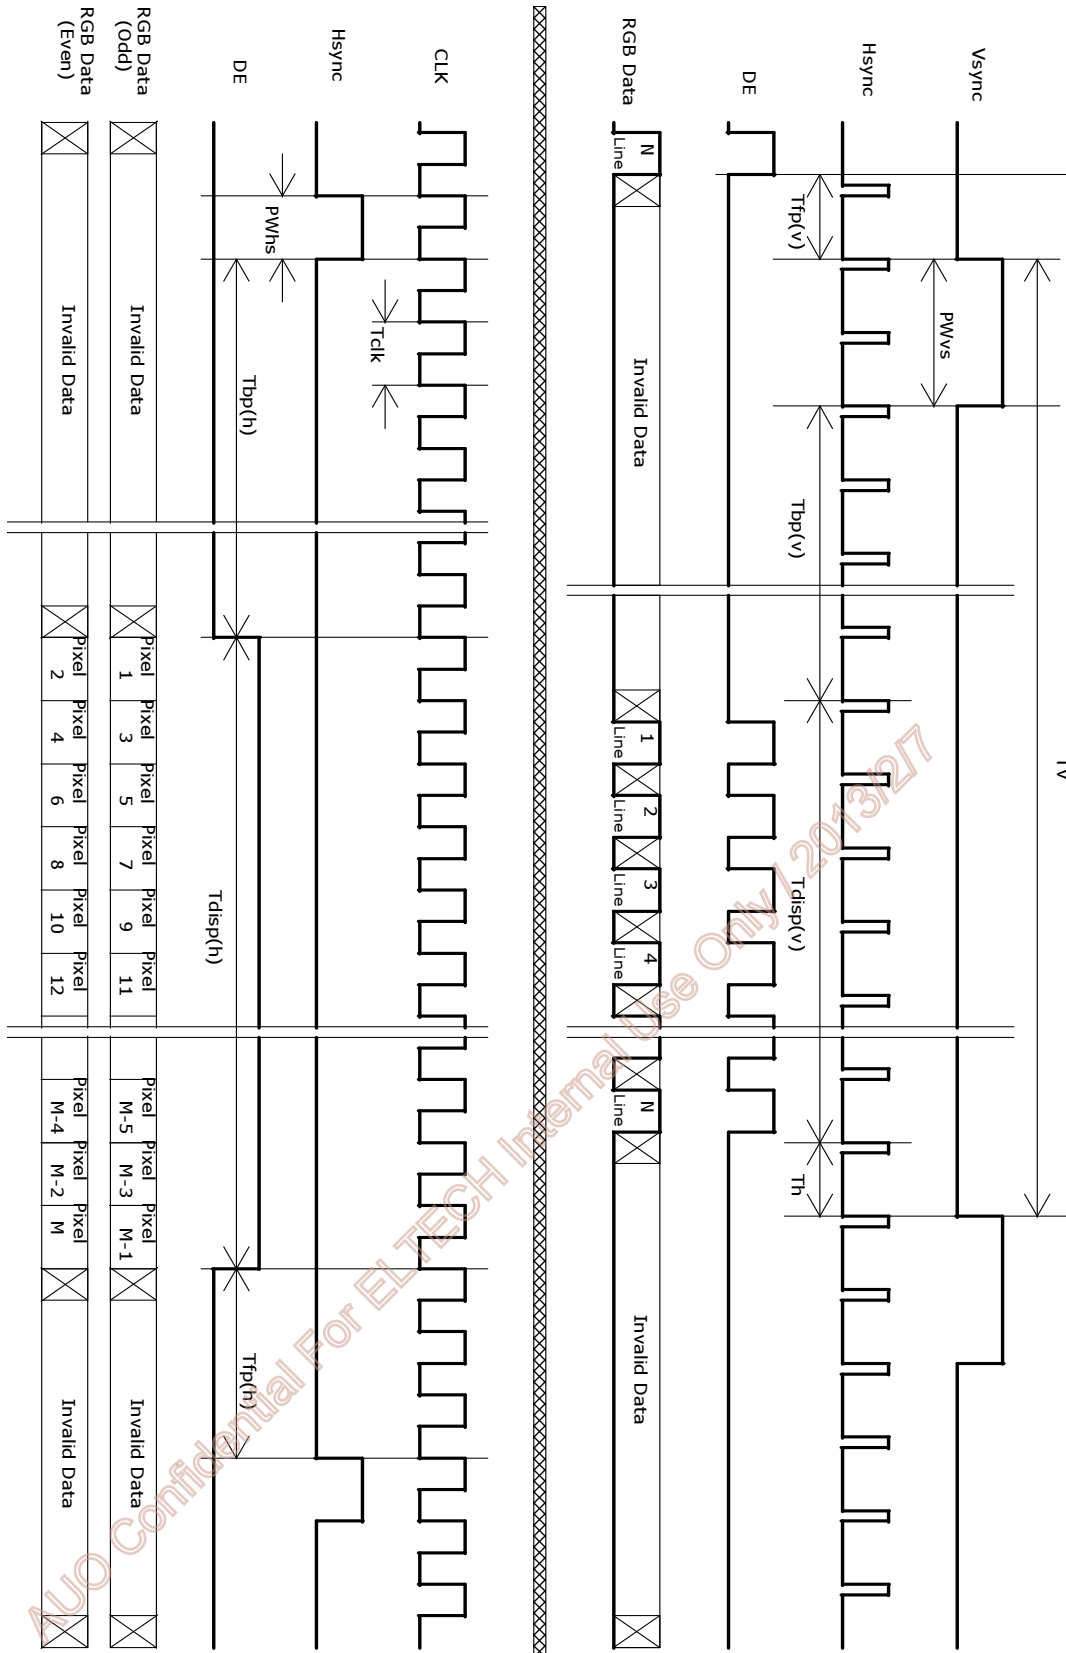 Tv
Vsync
Hsync
DE
RGB Data
Tfp(v)
PWvs
Tbp(v)
Tdisp(v)
Th
Line N
Invalid Data
Line 1
Line 2
Line 3
Line 4
Line N
Invalid Data
CLK
Hsync
DE
RGB Data
(Odd)
RGB Data
(Even)
Tclk
PWhs
Tbp(h)
Tdisp(h)
Tfp(h)
Invalid Data
Pixel 1
Pixel 3
Pixel 5
Pixel 7
Pixel 9
Pixel 11
Pixel M-5
Pixel M-3
Pixel M-1
Invalid Data
Invalid Data
Pixel 2
Pixel 4
Pixel 6
Pixel 8
Pixel 10
Pixel 12
Pixel M-4
Pixel M-2
Pixel M
Invalid Data
AUO Confidential For ELTECH Internal Use Only / 2013/2/7